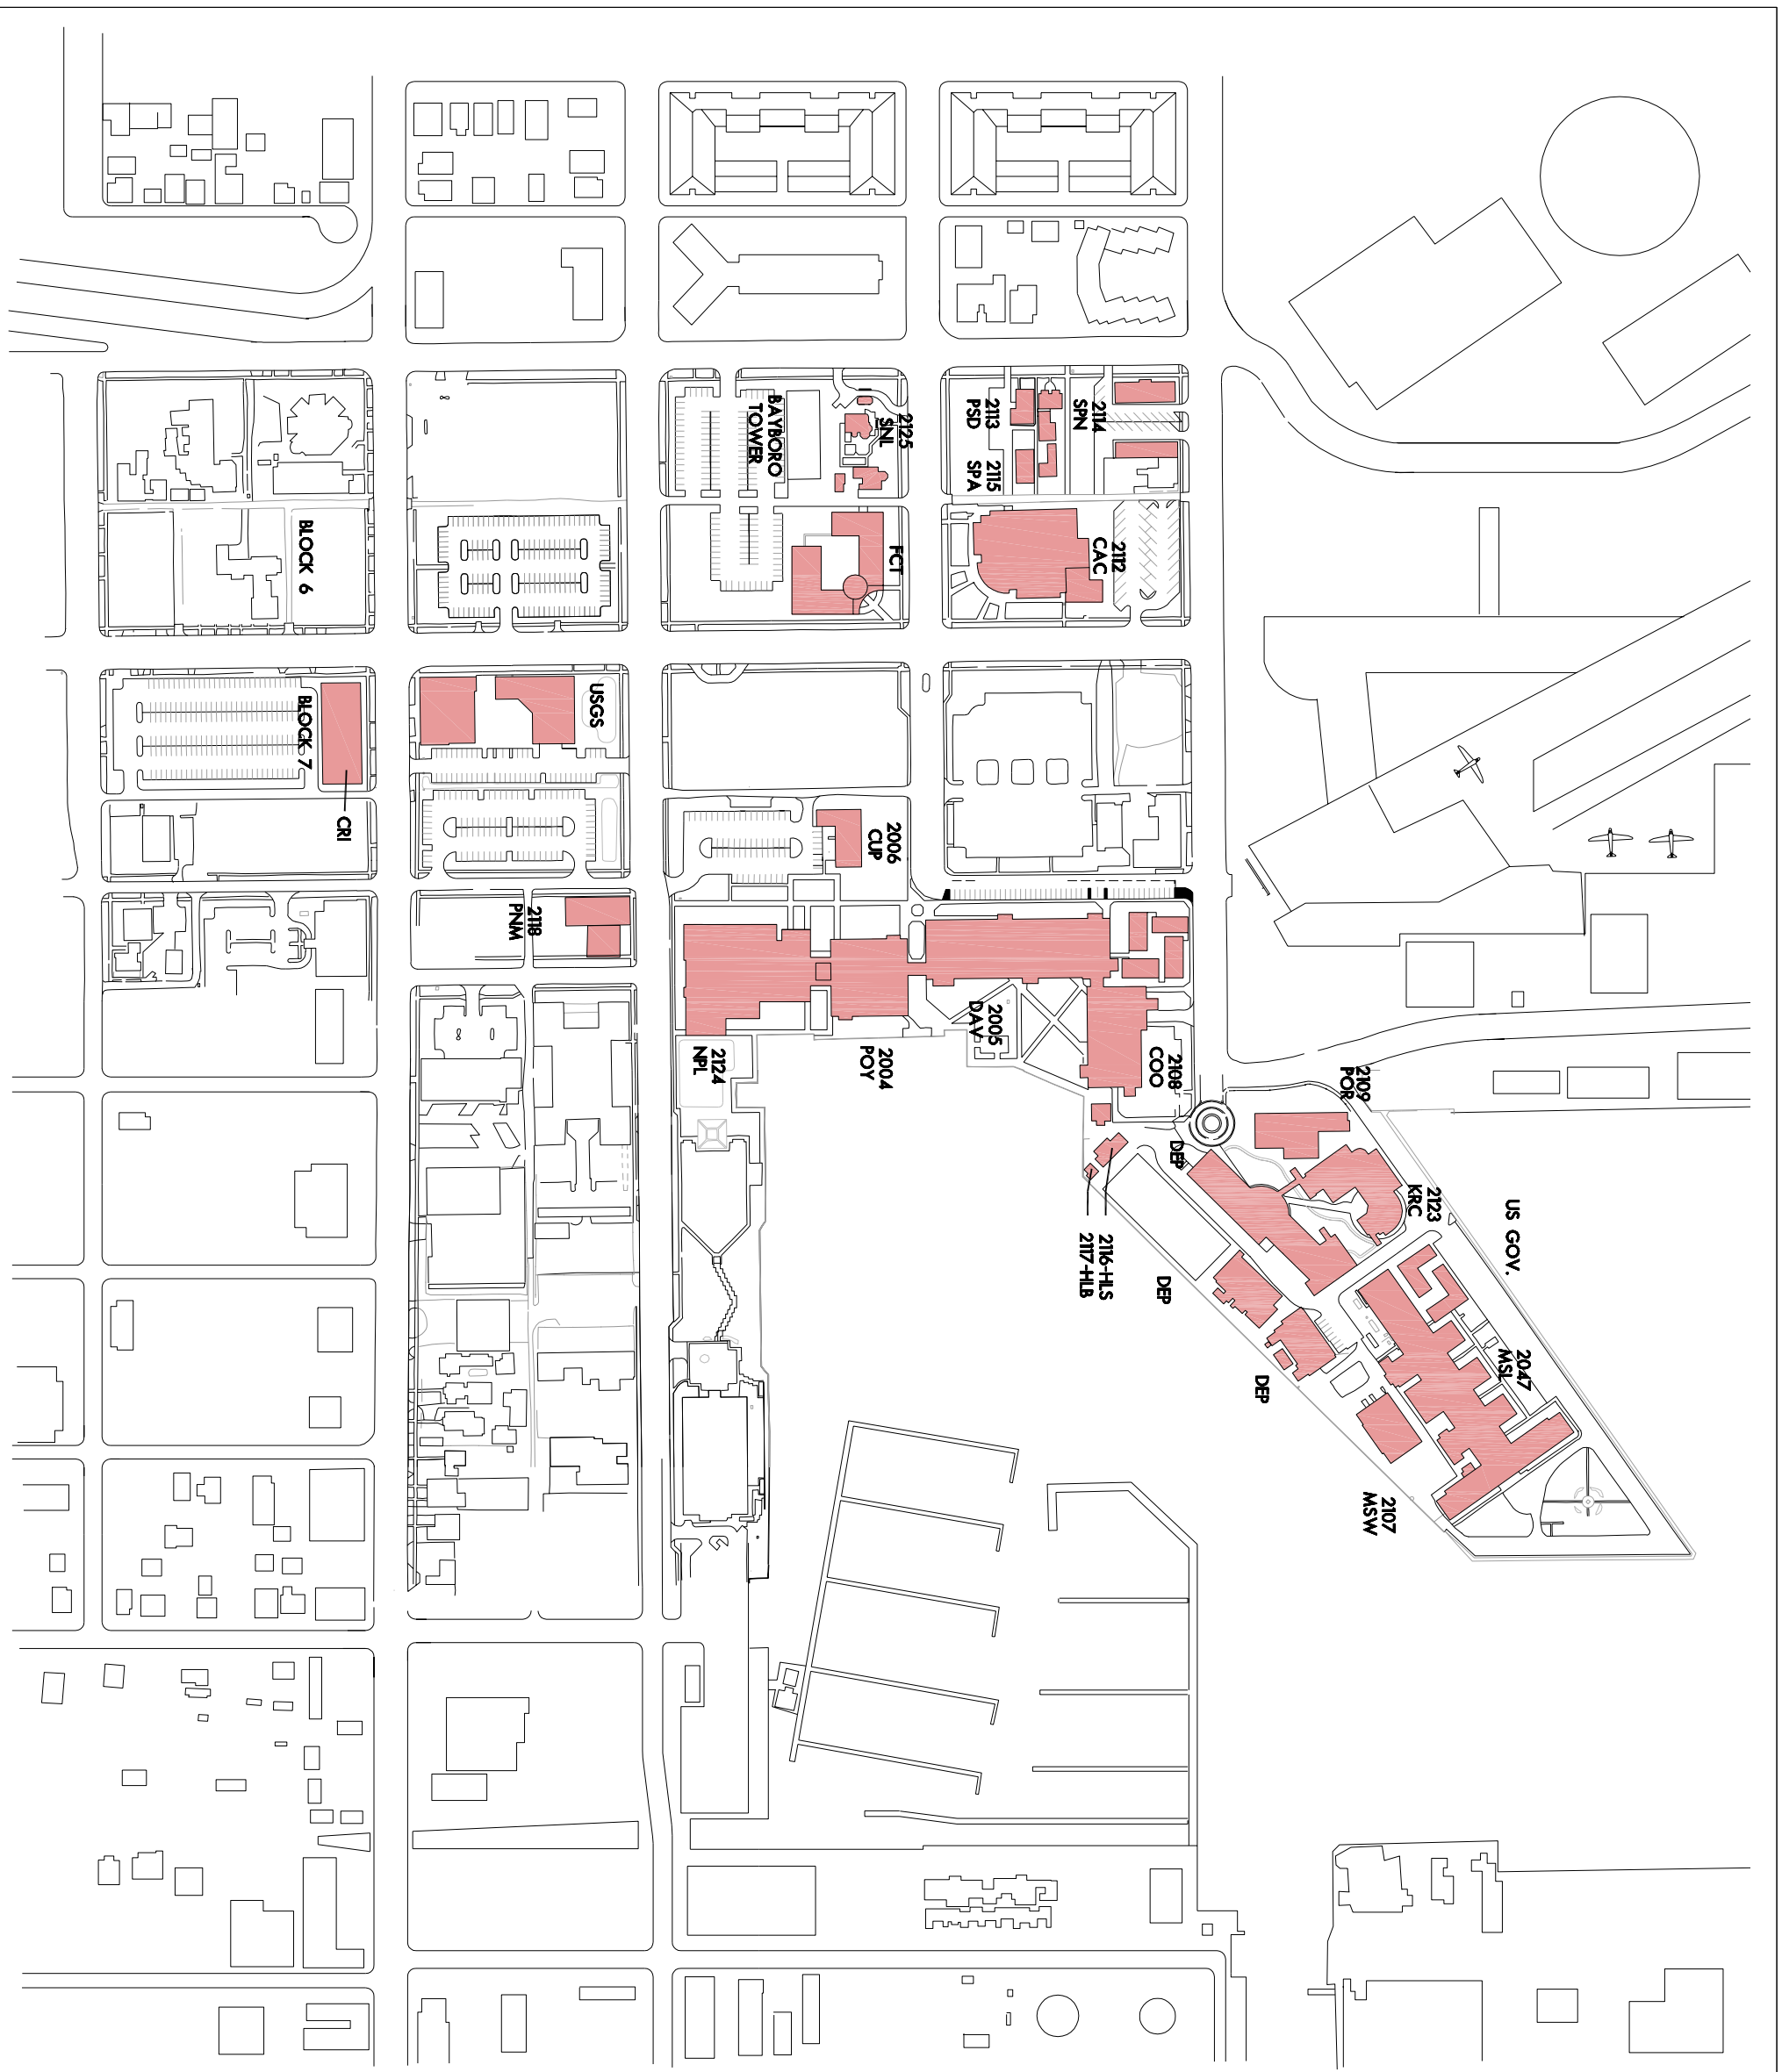 2114
SPN
2113
PSD
2115
SPA
2125
SNL
BAYBORO
TOWER
2112
CAC
FCT
BLOCK 6
USGS
BLOCK 7
CRI
2006
CUP
2118
PNM
2005
DAV
2004
POY
2124
NPL
2108
COO
2109
POR
DEP
2123
KRC
US GOV.
2116-HLS
2117-HLB
DEP
2047
MSL
DEP
2107
MSW